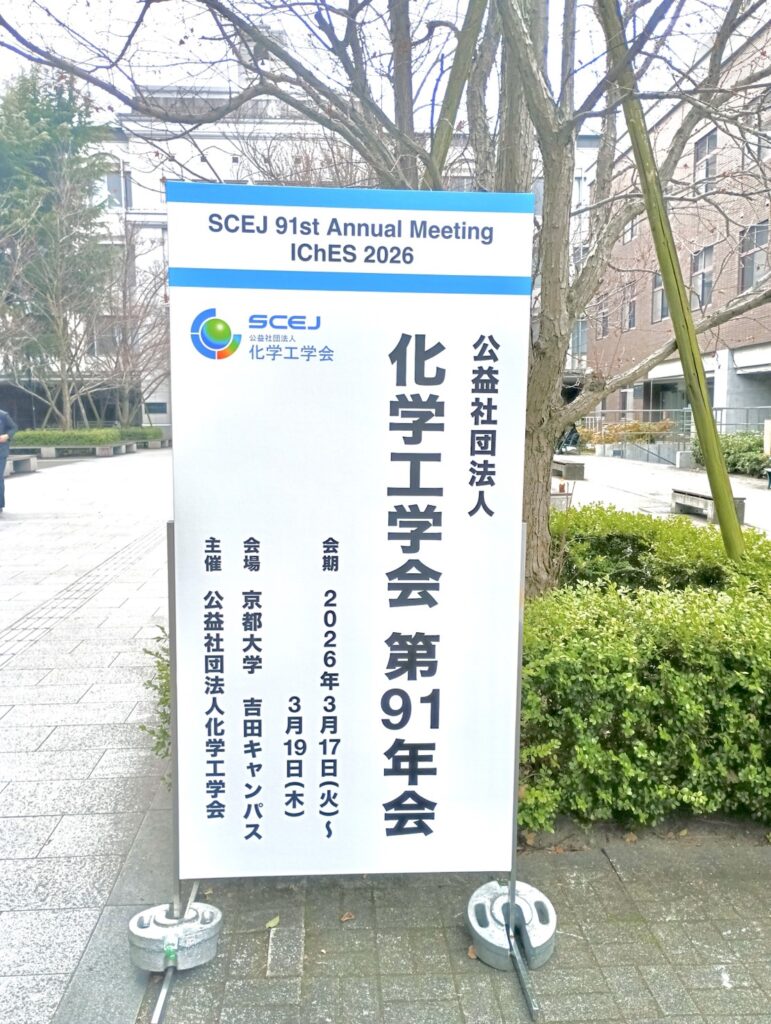 SCEJ 91st Annual Meeting
IChES 2026
SCEJ
公益社団法人
化学工学会
公益社団法人
化学工学会 第91年会
会期 2026年3月17日(火)~
3月19日(木)
会場 京都大学 吉田キャンパス
主催 公益社団法人化学工学会